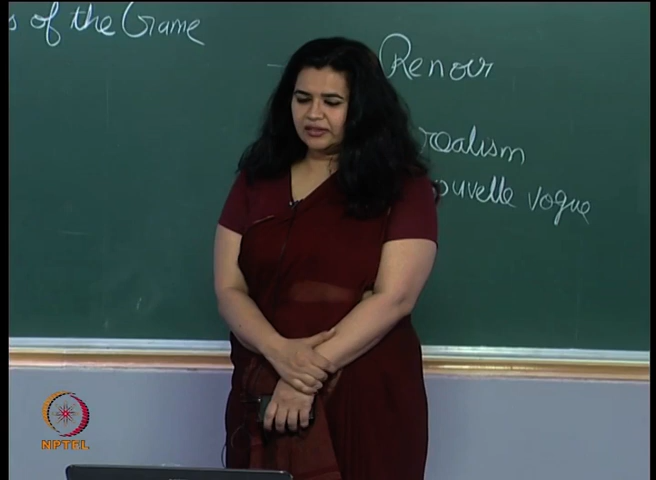 s of the Game
Renoir
realism
ouvelle vogue
NPTEL